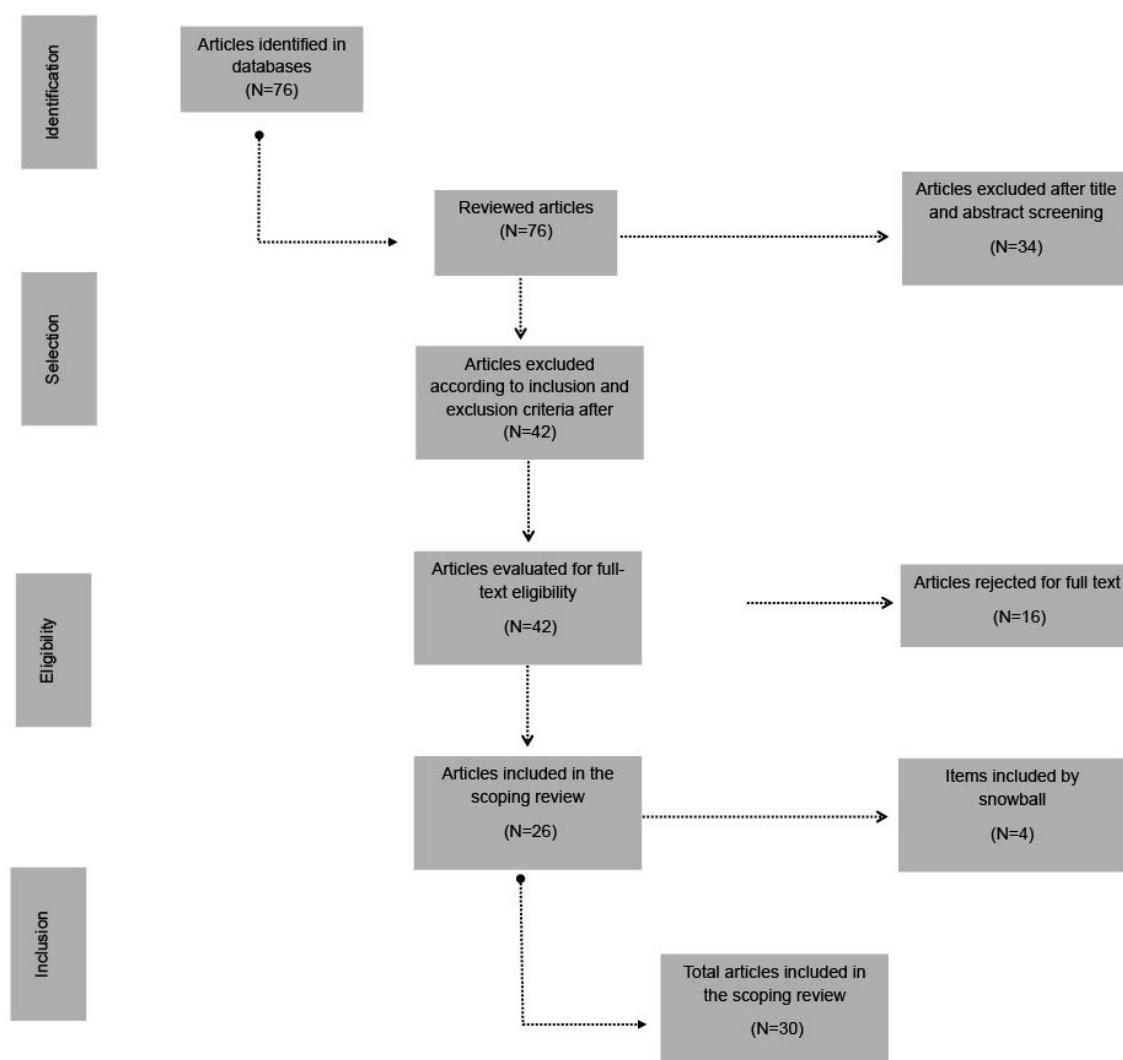 Identification
Articles identified in
databases
(N=76)
Reviewed articles
(N=76)
Articles excluded after title
and abstract screening
(N=34)
Selection
Articles excluded
according to inclusion and
exclusion criteria after
(N=42)
Eligibility
Articles evaluated for full-
text eligibility
(N=42)
Articles rejected for full text
(N=16)
Articles included in the
scoping review
(N=26)
Items included by
snowball
(N=4)
Inclusion
Total articles included in
the scoping review
(N=30)